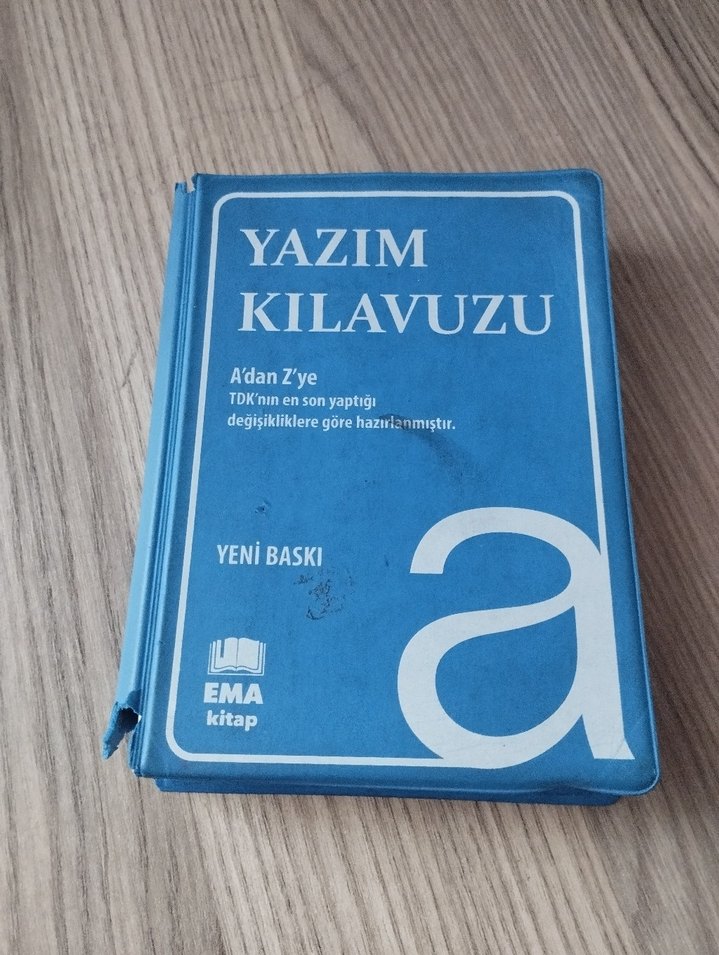 YAZIM
KILAVUZU
A'dan Z'ye
TDK'nın en son yaptığı
değişikliklere göre hazırlanmıştır.
YENİ BASKI
a
EMA
kitap